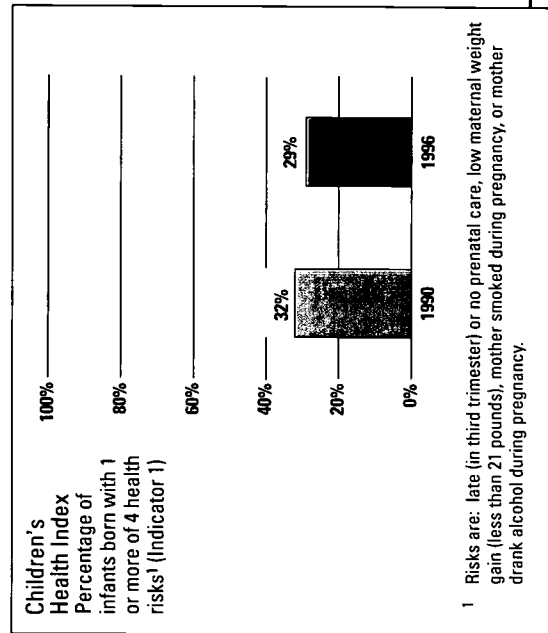 Children's
Health Index
Percentage of
infants born with 1
or more of 4 health
risks¹ (Indicator 1)
100%
80%
60%
40%
20%
0%
32%
29%
1990
1996
1 Risks are: late (in third trimester) or no prenatal care, low maternal weight
gain (less than 21 pounds), mother smoked during pregnancy, or mother
drank alcohol during pregnancy.